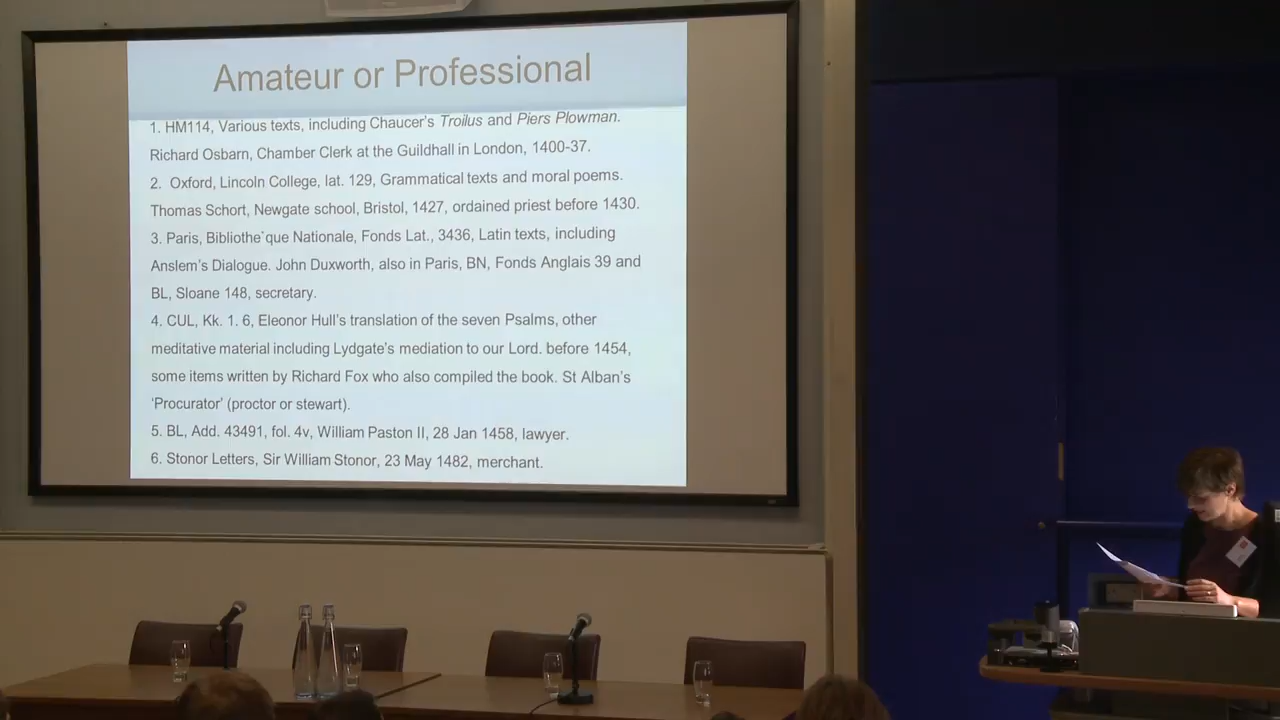 Amateur or Professional
1. HM114, Various texts, including Chaucer's Troilus and Piers Plowman.
Richard Osbarn, Chamber Clerk at the Guildhall in London, 1400-37.
2. Oxford, Lincoln College, lat. 129, Grammatical texts and moral poems.
Thomas Schort, Newgate school, Bristol, 1427, ordained priest before 1430.
3. Paris, Bibliothe`que Nationale, Fonds Lat., 3436, Latin texts, including
Anslem's Dialogue. John Duxworth, also in Paris, BN, Fonds Anglais 39 and
BL, Sloane 148, secretary.
4. CUL, Kk. 1. 6, Eleonor Hull's translation of the seven Psalms, other
meditative material including Lydgate's mediation to our Lord. before 1454,
some items written by Richard Fox who also compiled the book. St Alban's
'Procurator' (proctor or stewart).
5. BL, Add. 43491, fol. 4v, William Paston II, 28 Jan 1458, lawyer.
6. Stonor Letters, Sir William Stonor, 23 May 1482, merchant.